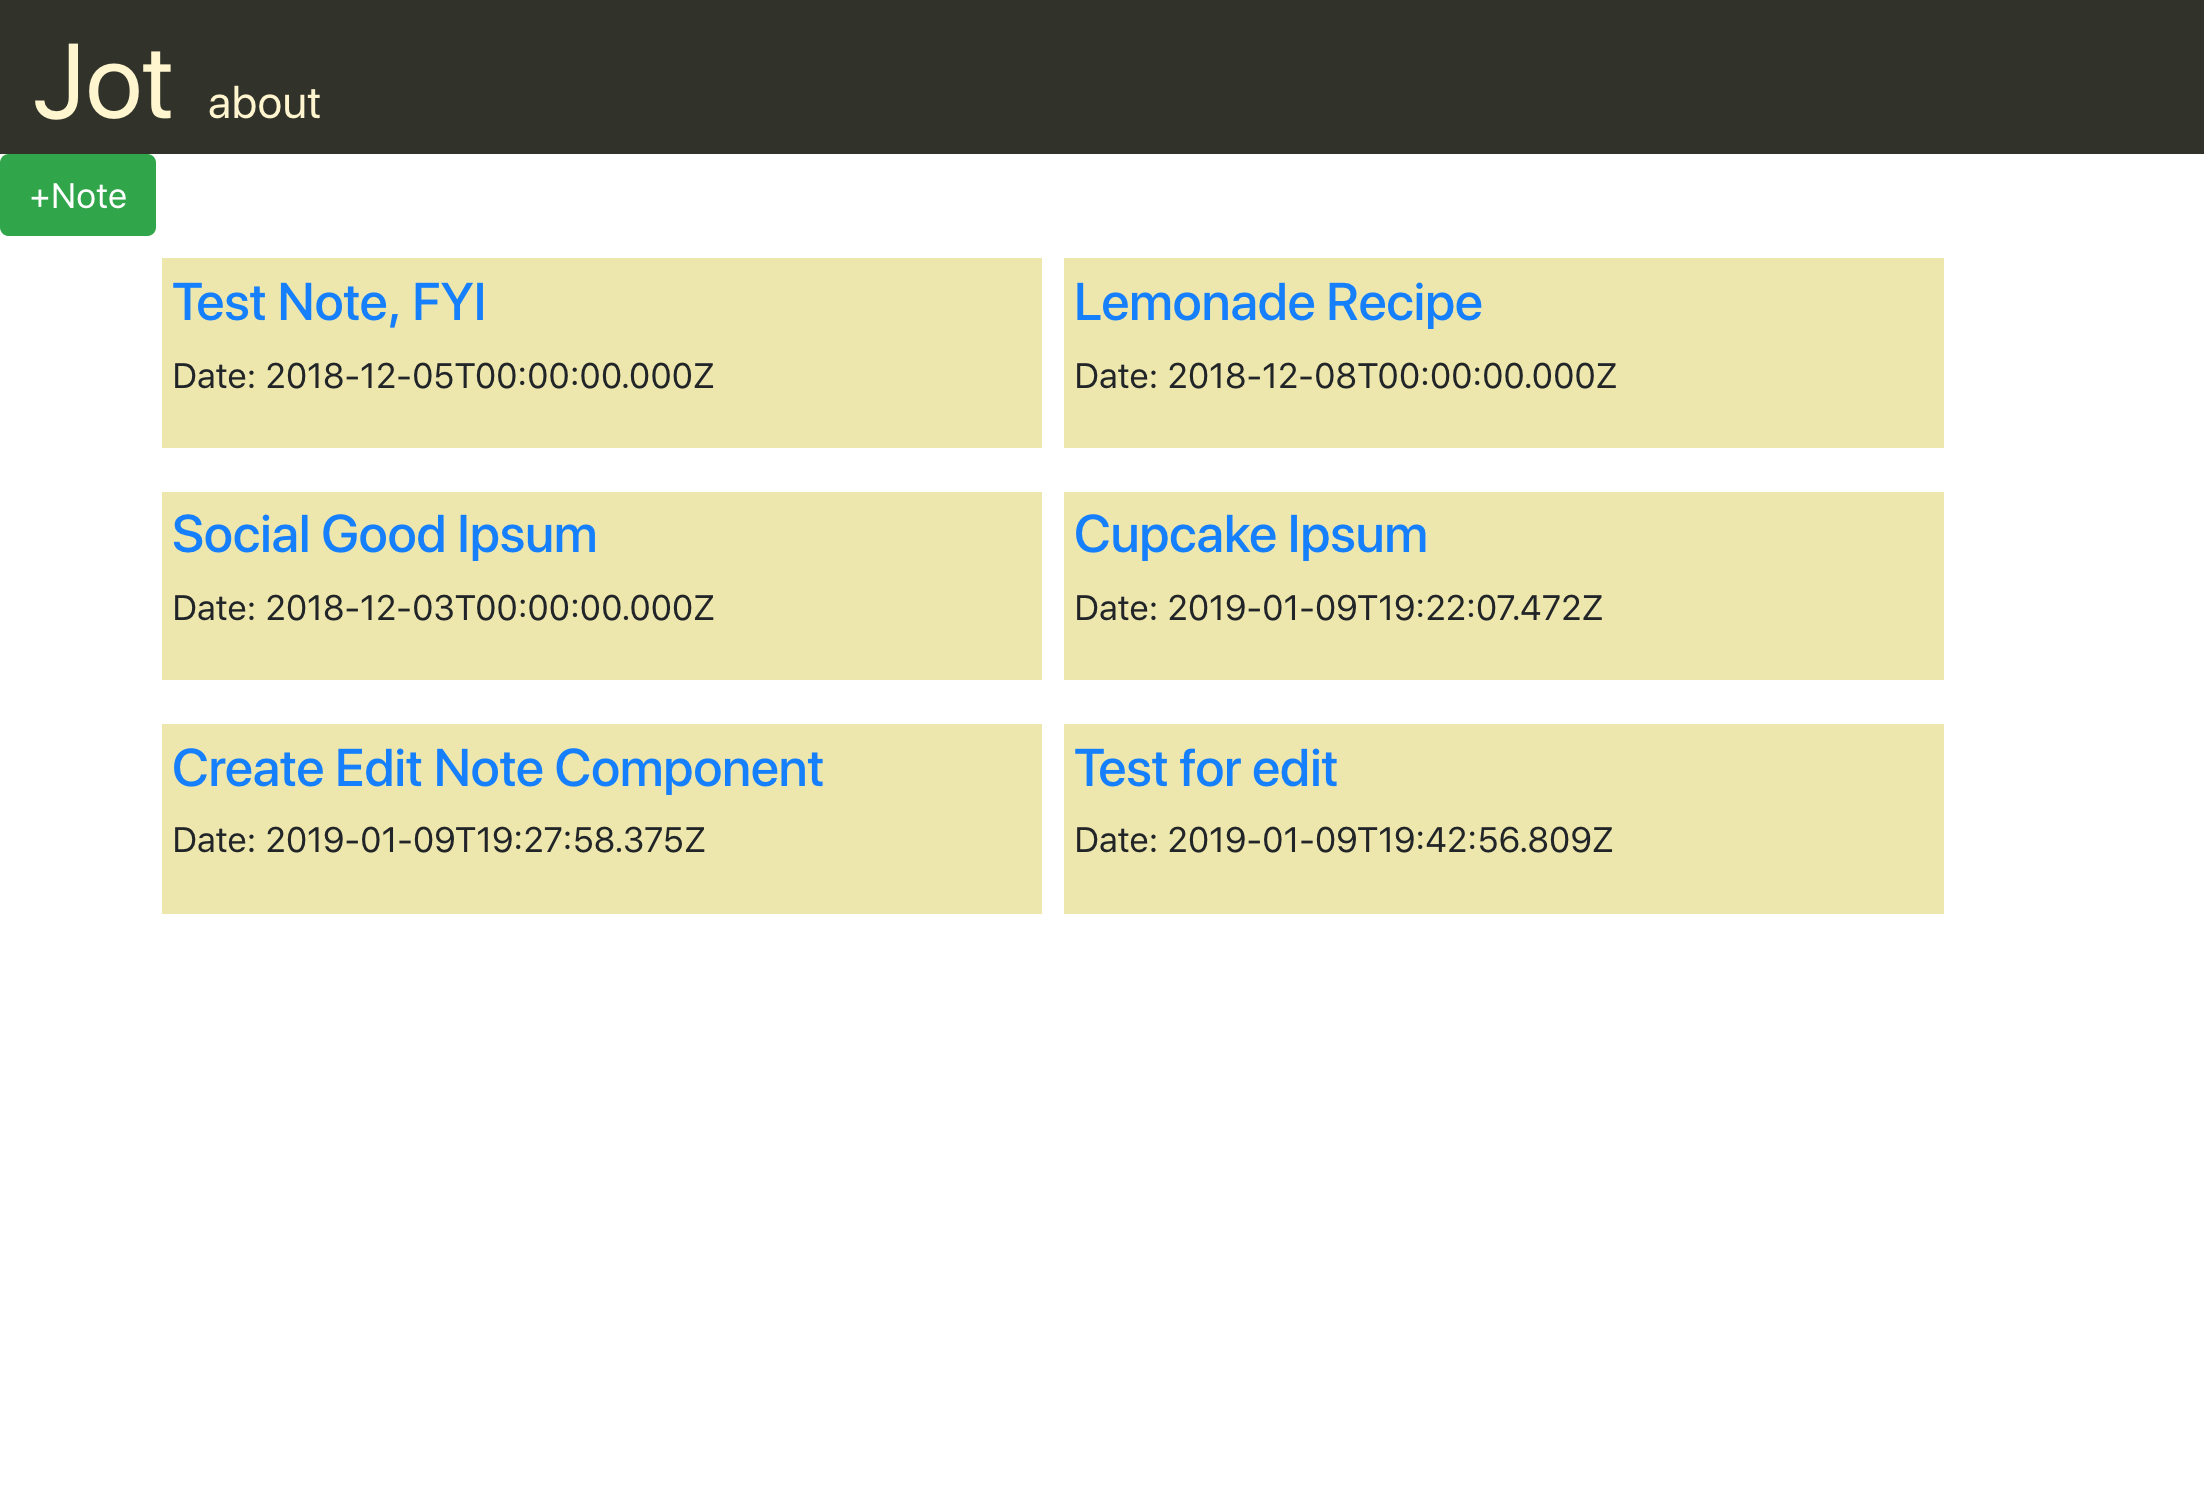 Jot about
+Note
Test Note, FYI
Date: 2018-12-05T00:00:00.000Z
Lemonade Recipe
Date: 2018-12-08T00:00:00.000Z
Social Good Ipsum
Date: 2018-12-03T00:00:00.000Z
Cupcake Ipsum
Date: 2019-01-09T19:22:07.472Z
Create Edit Note Component
Date: 2019-01-09T19:27:58.375Z
Test for edit
Date: 2019-01-09T19:42:56.809Z